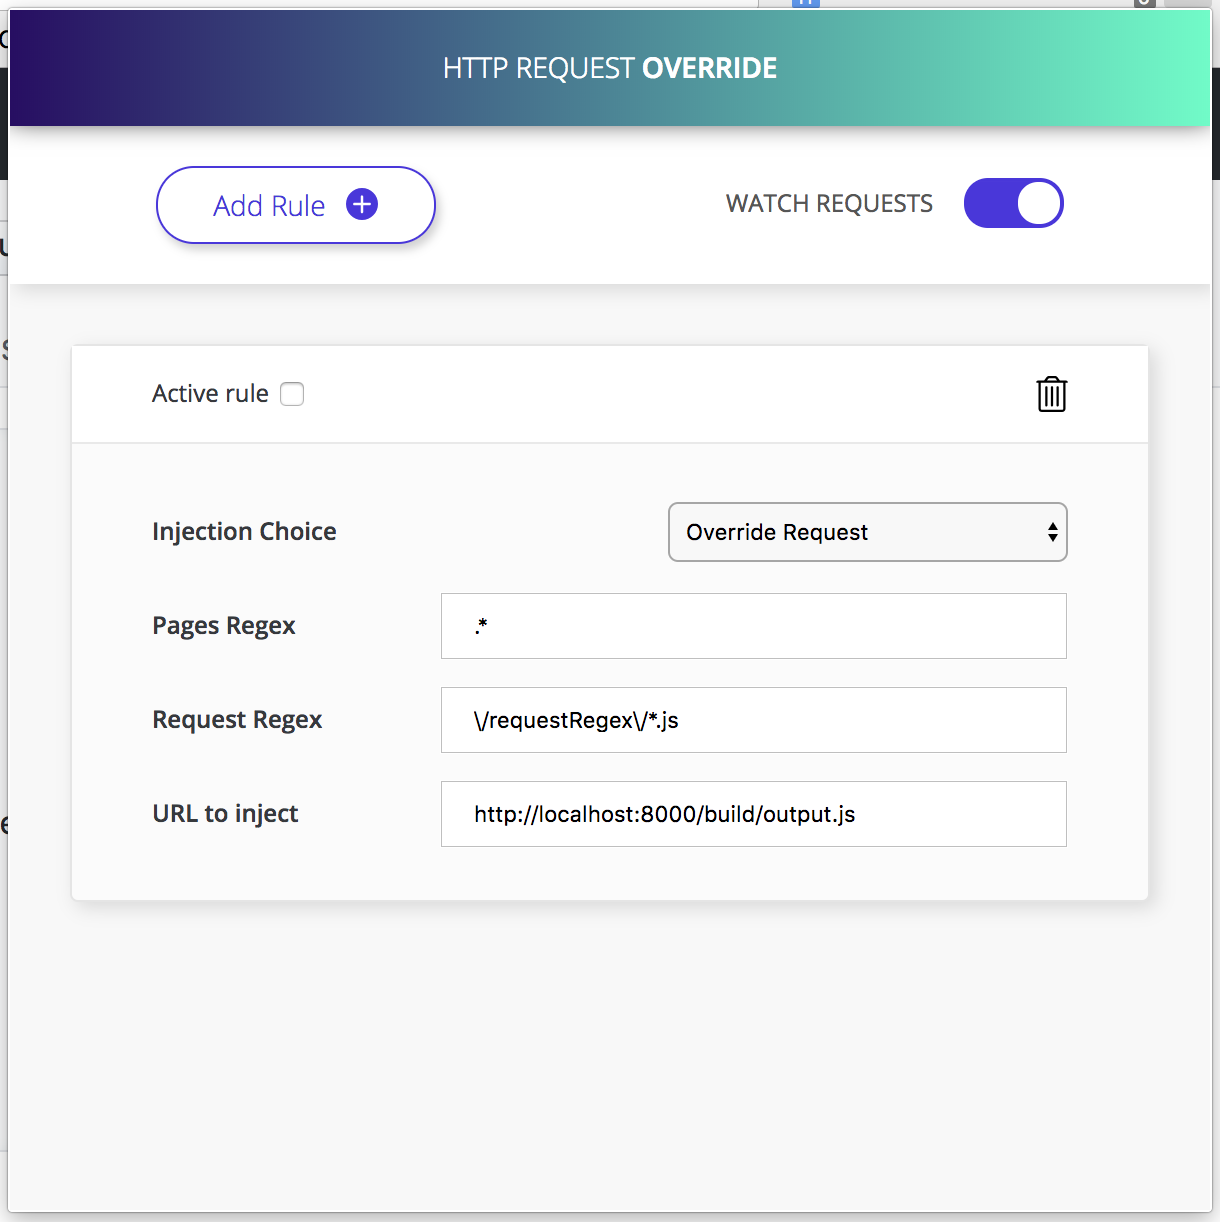 HTTP REQUEST OVERRIDE
Add Rule
WATCH REQUESTS
Active rule
Injection Choice
Override Request
Pages Regex
.*
Request Regex
\/requestRegex\/*.js
URL to inject
http://localhost:8000/build/output.js